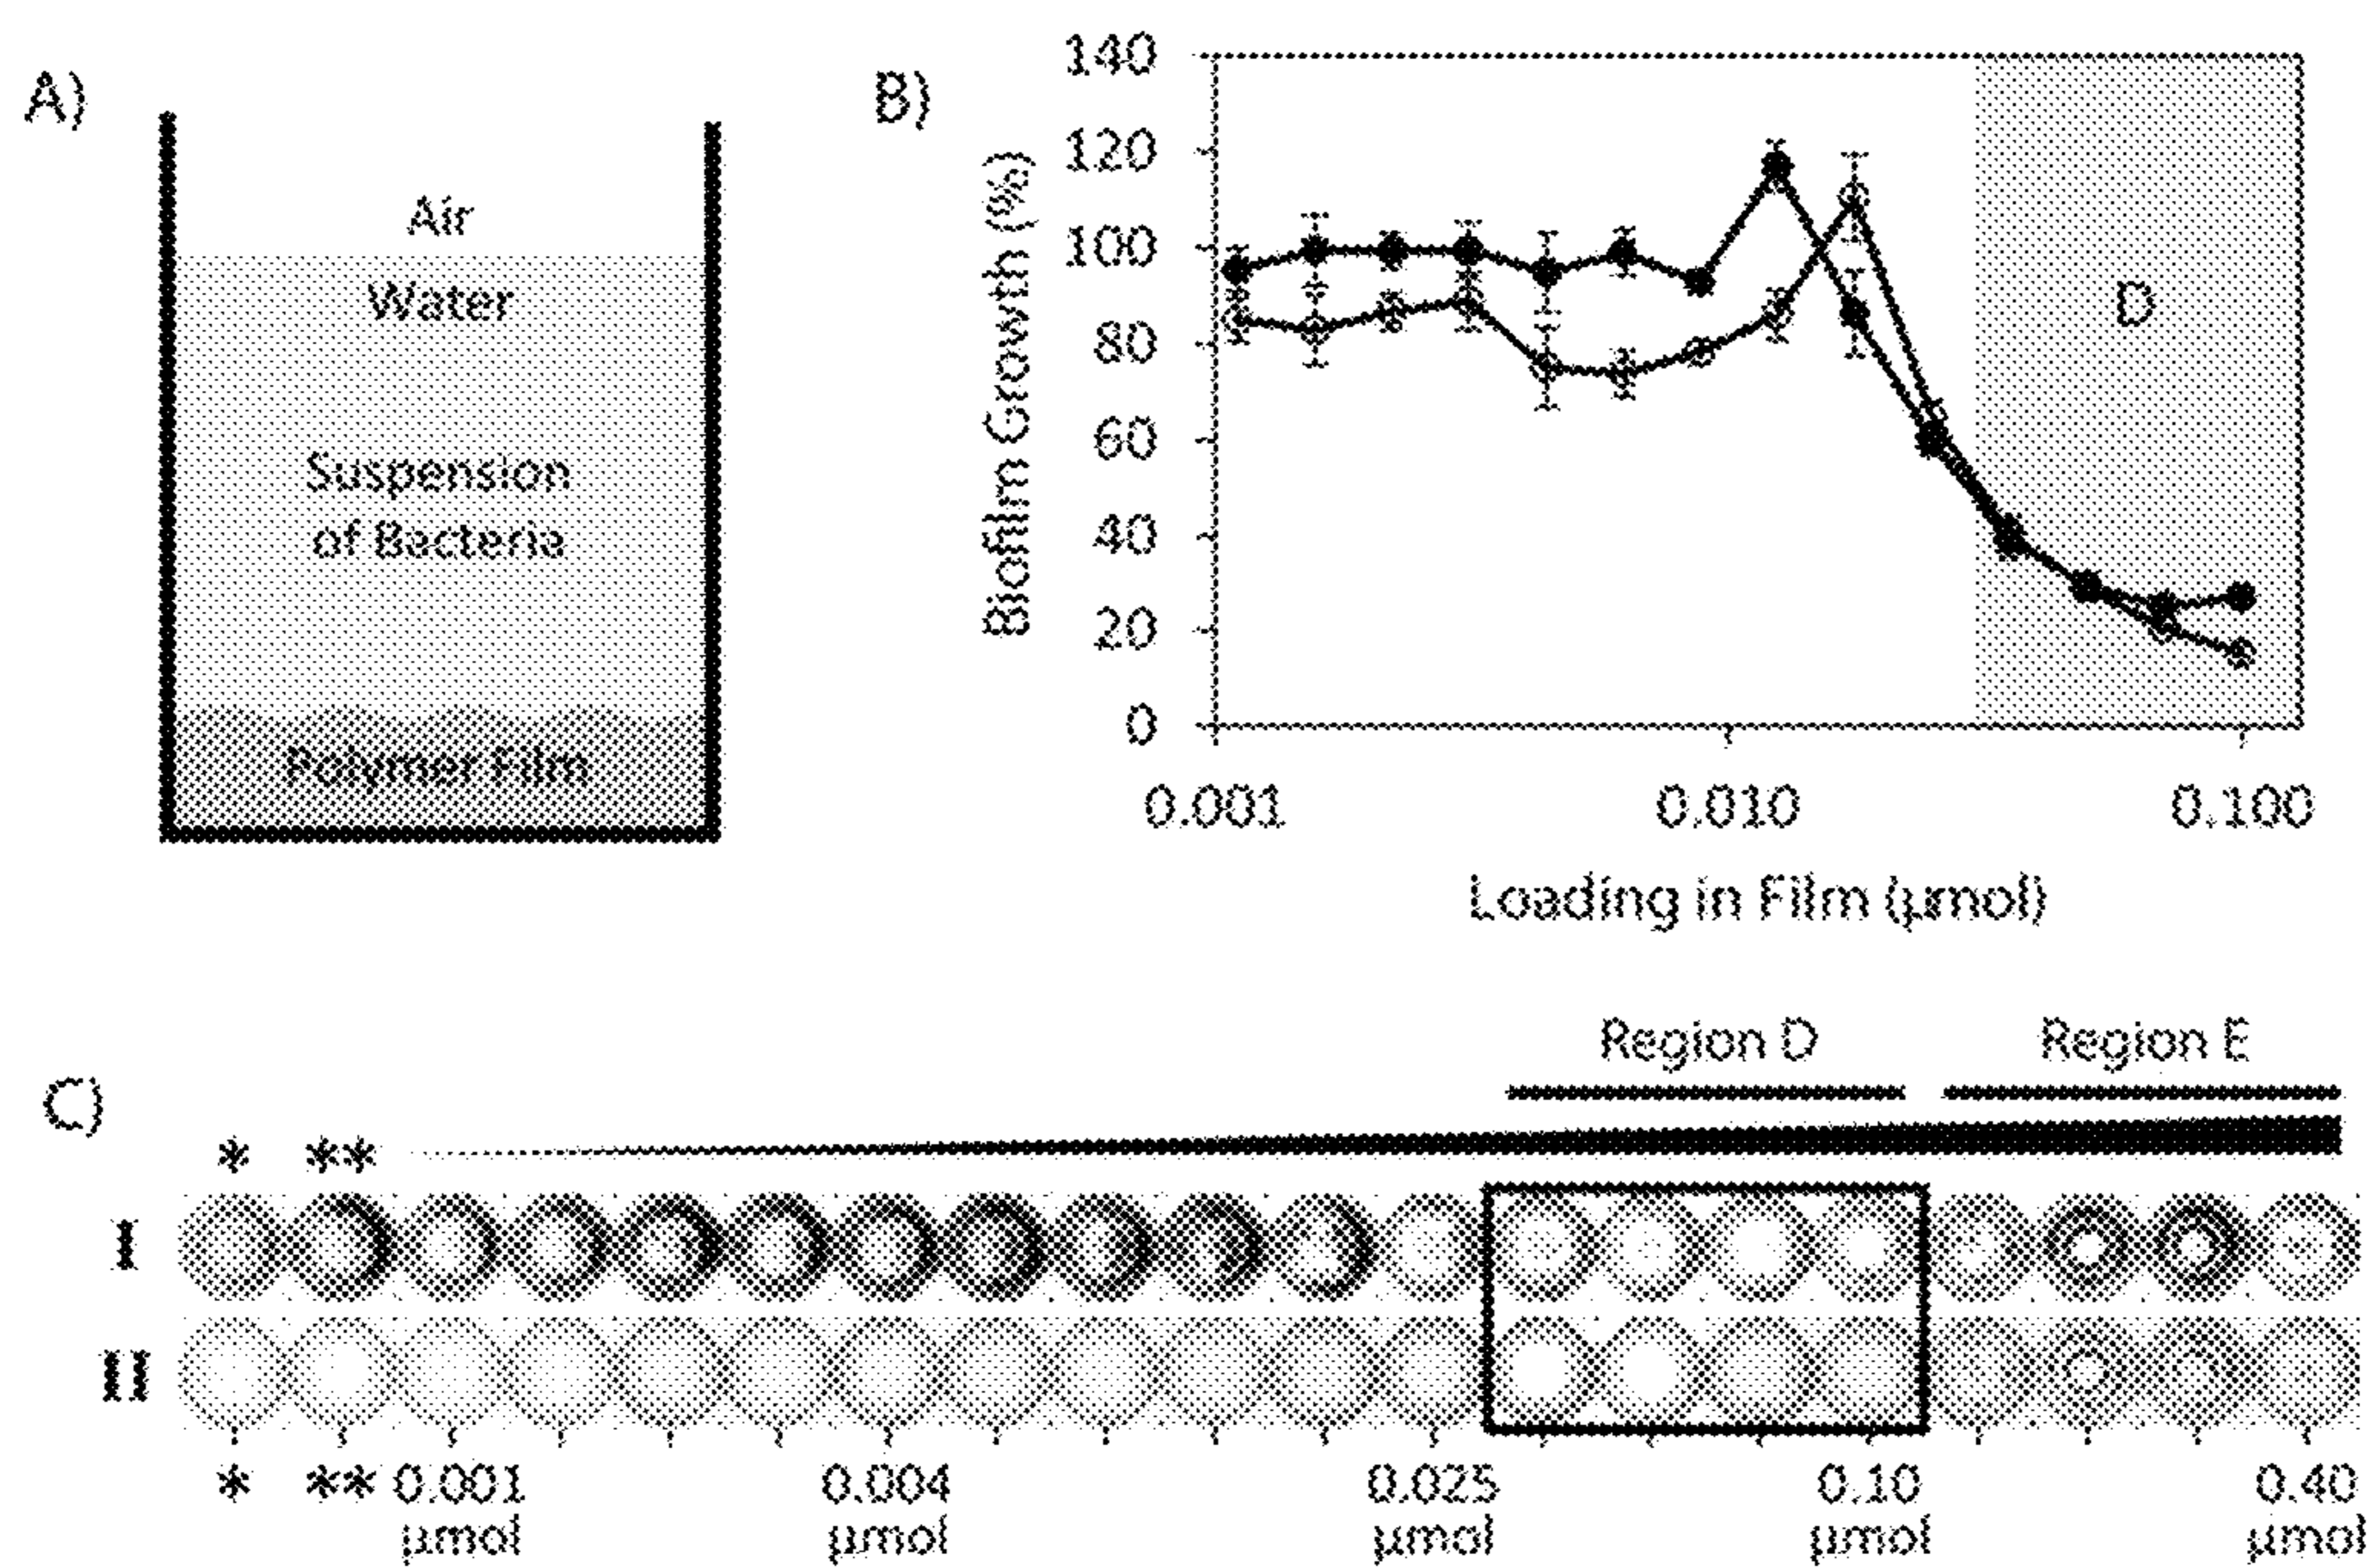 A)
Air
Water
Suspension
of Bacteria
Polymer Film
B)
Biofilm Growth (%)
140
120
100
80
60
40
20
0
D
0.001 0.010 0.100
Loading in Film (µmol)
C)
Region D Region E
* **
I
II
* ** 0.001 0.004 0.025 0.10 0.40
µmol µmol µmol µmol µmol